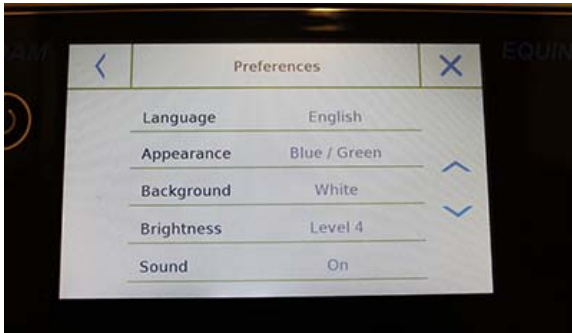 Preferences
Language English
Appearance Blue / Green
Background White
Brightness Level 4
Sound On